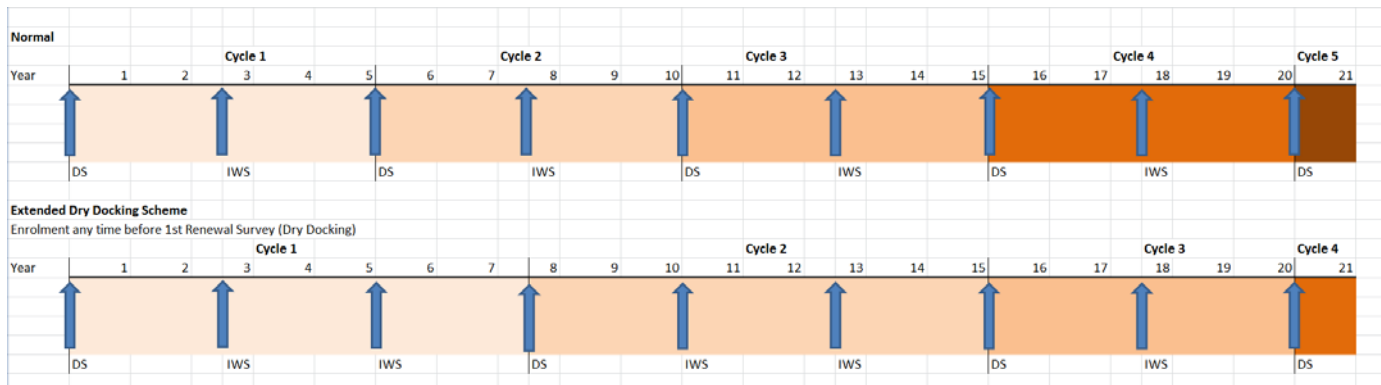 Normal
Cycle 1 Cycle 2 Cycle 3 Cycle 4 Cycle 5
Year 1 2 3 4 5 6 7 8 9 10 11 12 13 14 15 16 17 18 19 20 21
DS IWS DS IWS DS IWS DS IWS DS
Extended Dry Docking Scheme
Enrolment any time before 1st Renewal Survey (Dry Docking)
Cycle 1 Cycle 2 Cycle 3 Cycle 4
Year 1 2 3 4 5 6 7 8 9 10 11 12 13 14 15 16 17 18 19 20 21
DS IWS IWS DS IWS IWS DS IWS DS